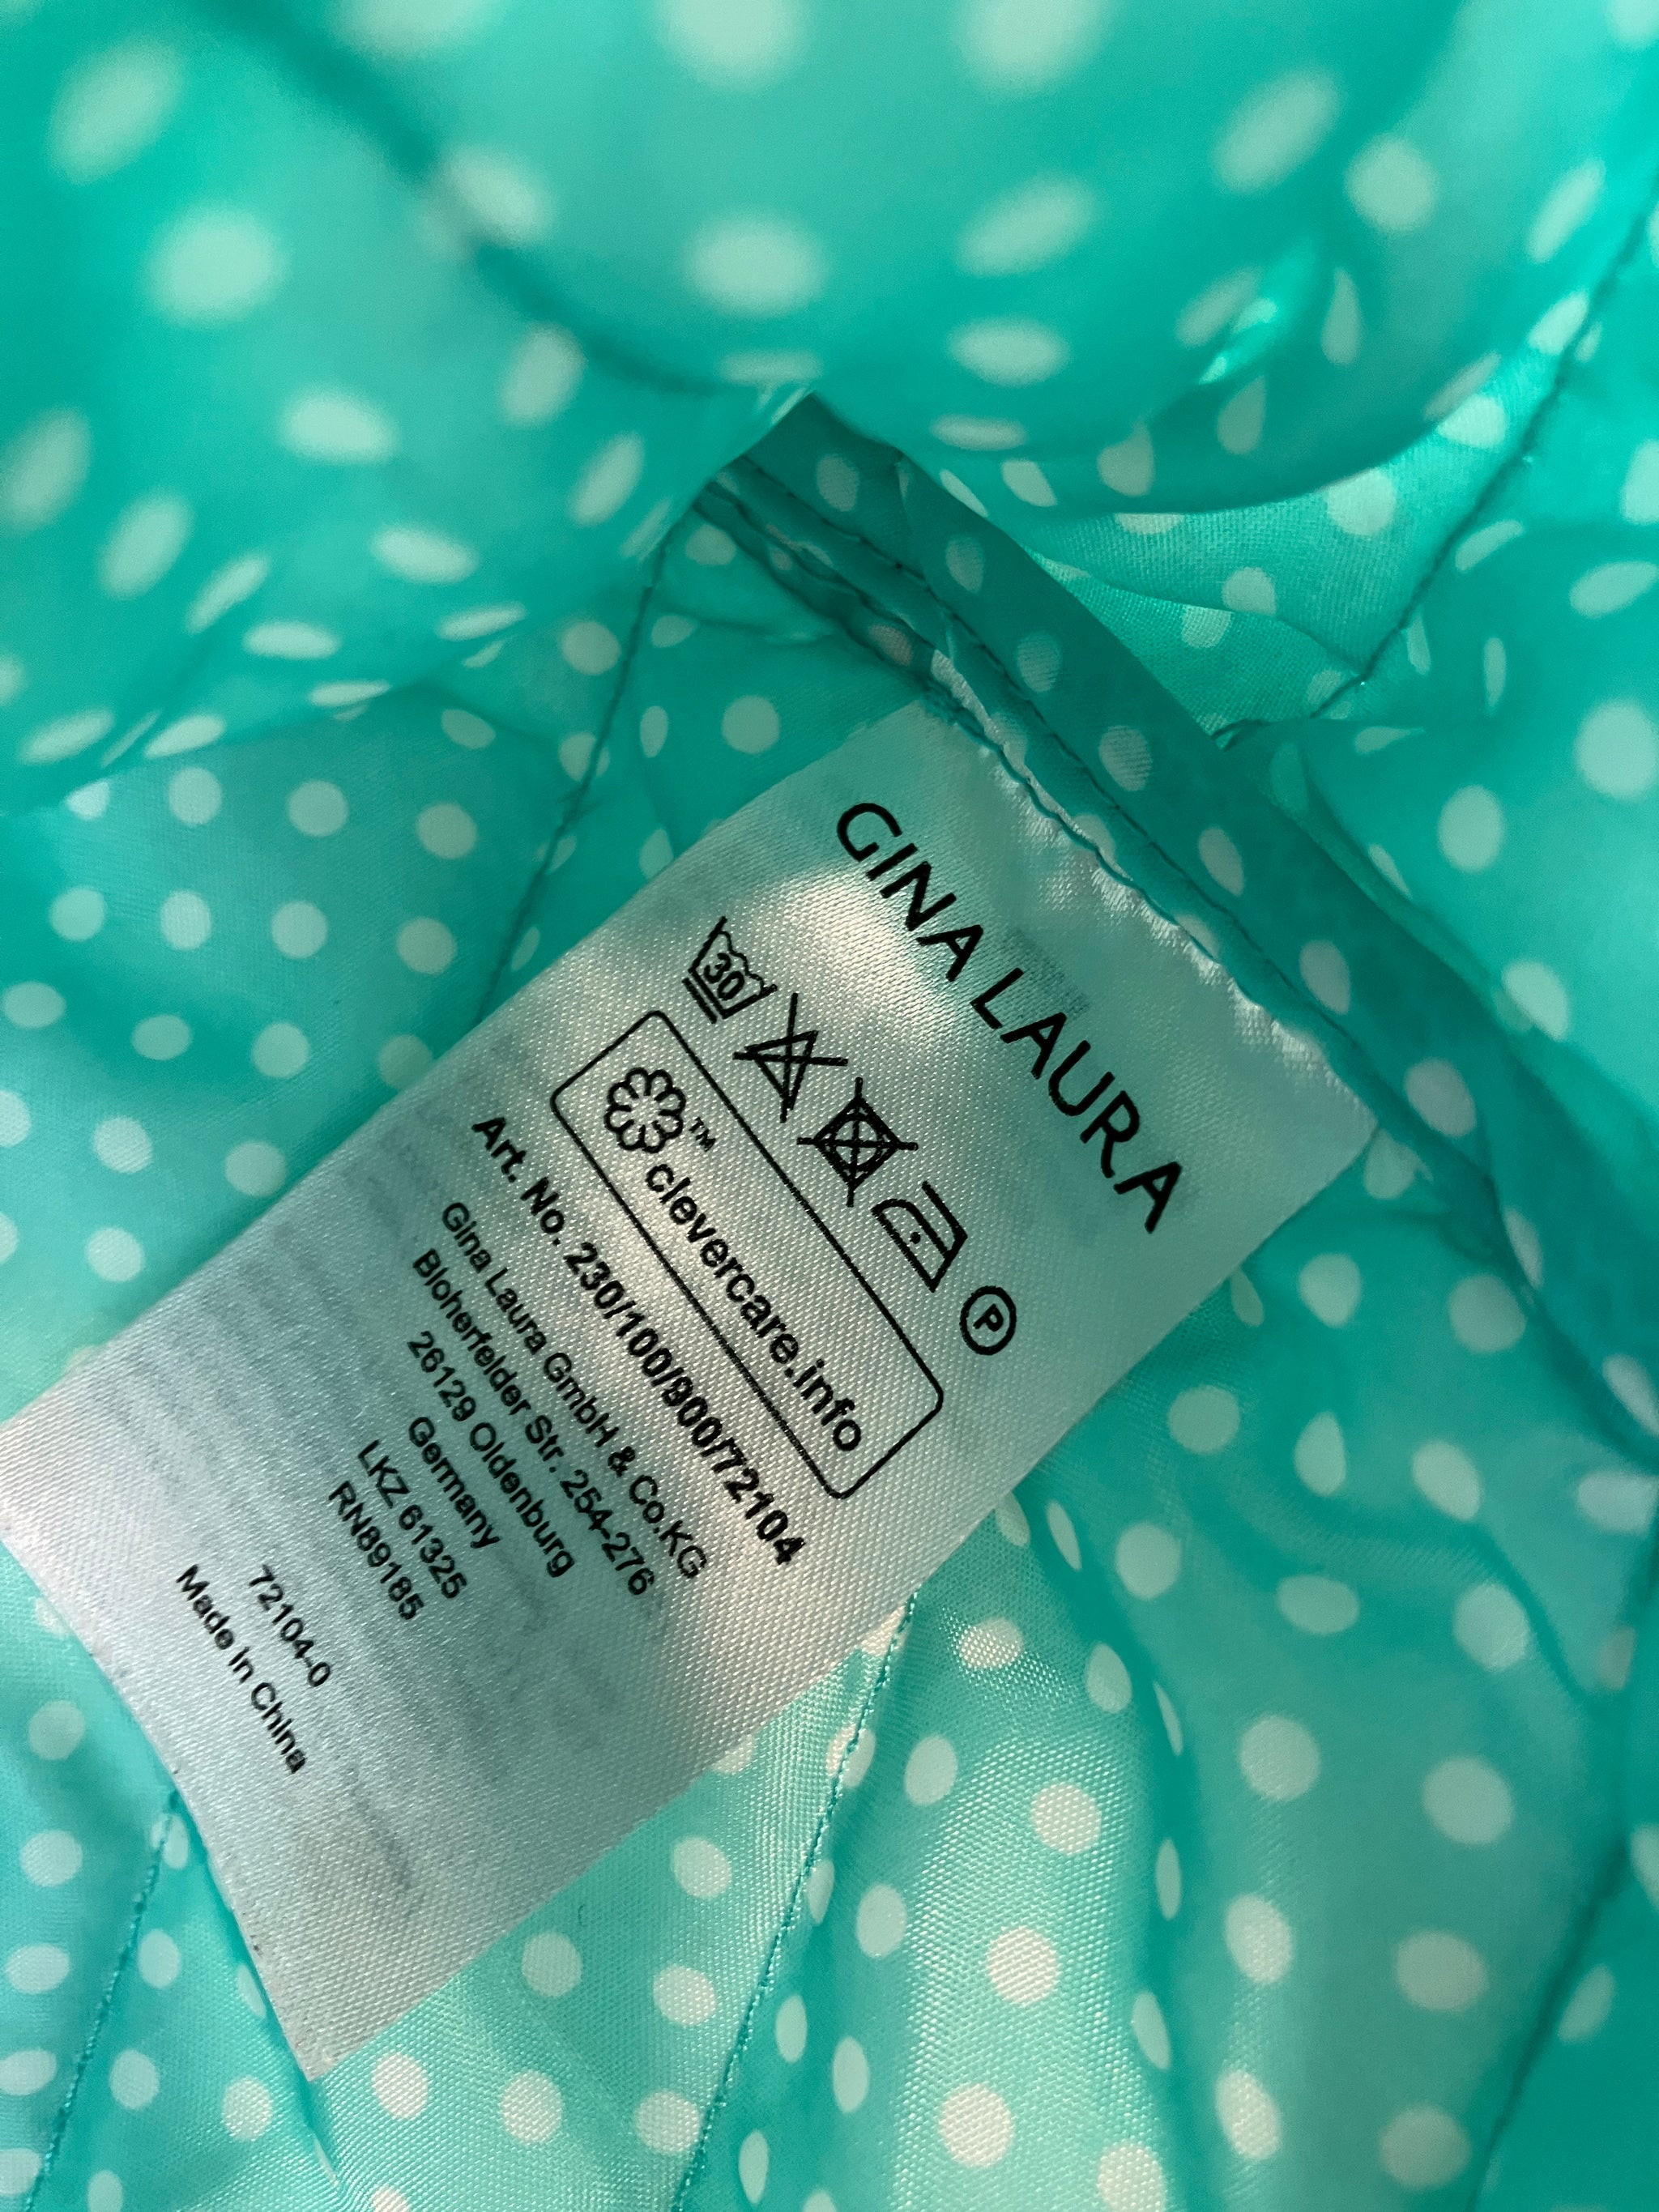 GINA LAURA
30
P
clevercare.info™
Art. No. 230/100/900/72104
Gina Laura GmbH & Co.KG
Bloherfelder Str. 254-276
26129 Oldenburg
Germany
LKZ 61325
RN89185
72104-0
Made in China